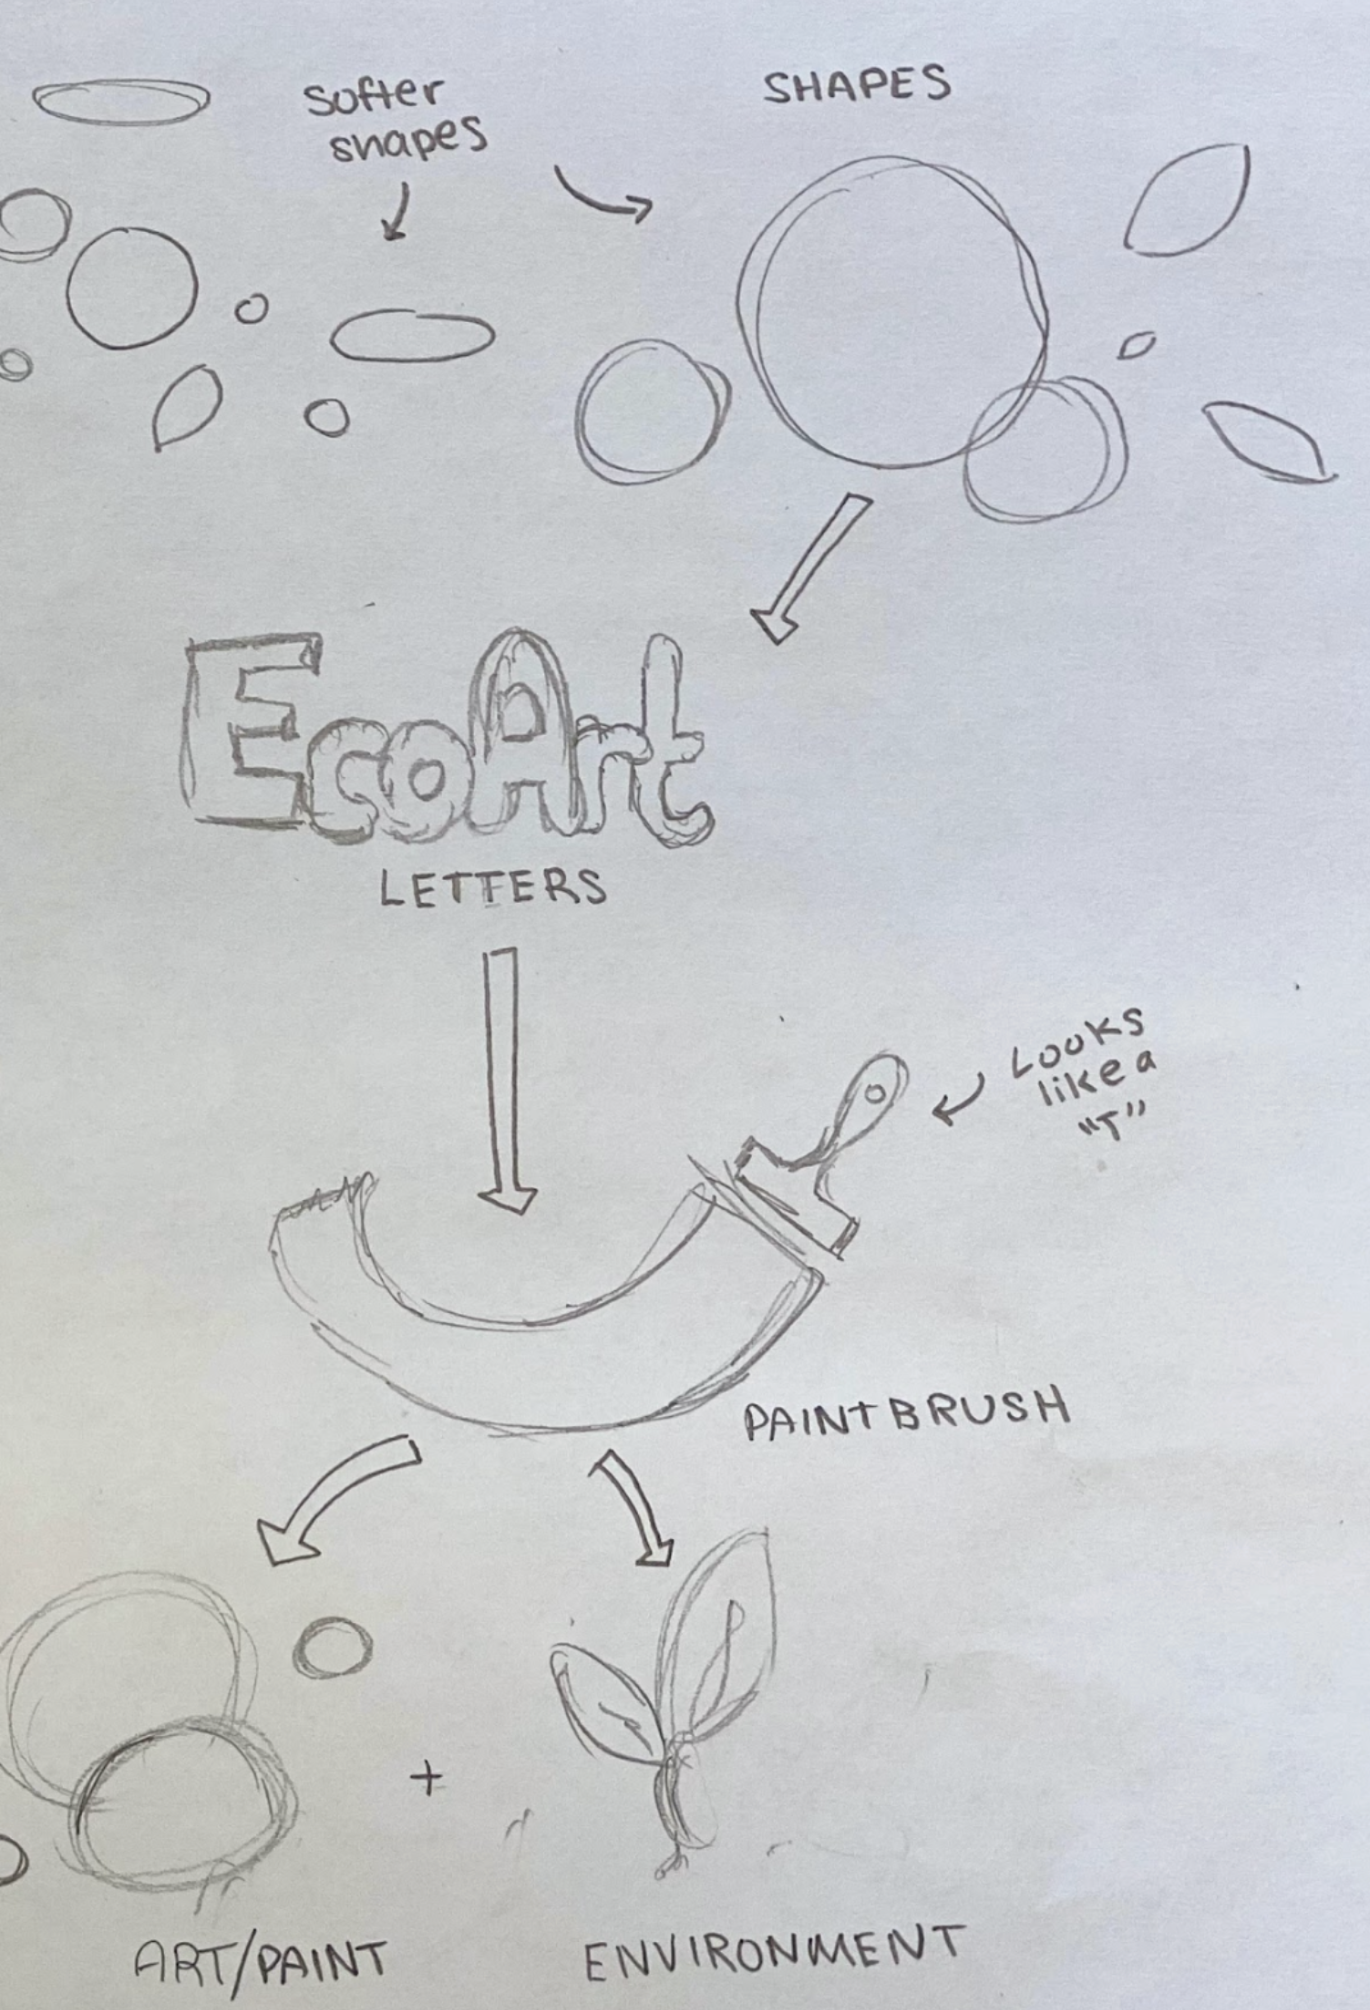 softer
shapes
SHAPES
EcoArt
LETTERS
Looks
like a
"T"
PAINTBRUSH
+
ART/PAINT
ENVIRONMENT